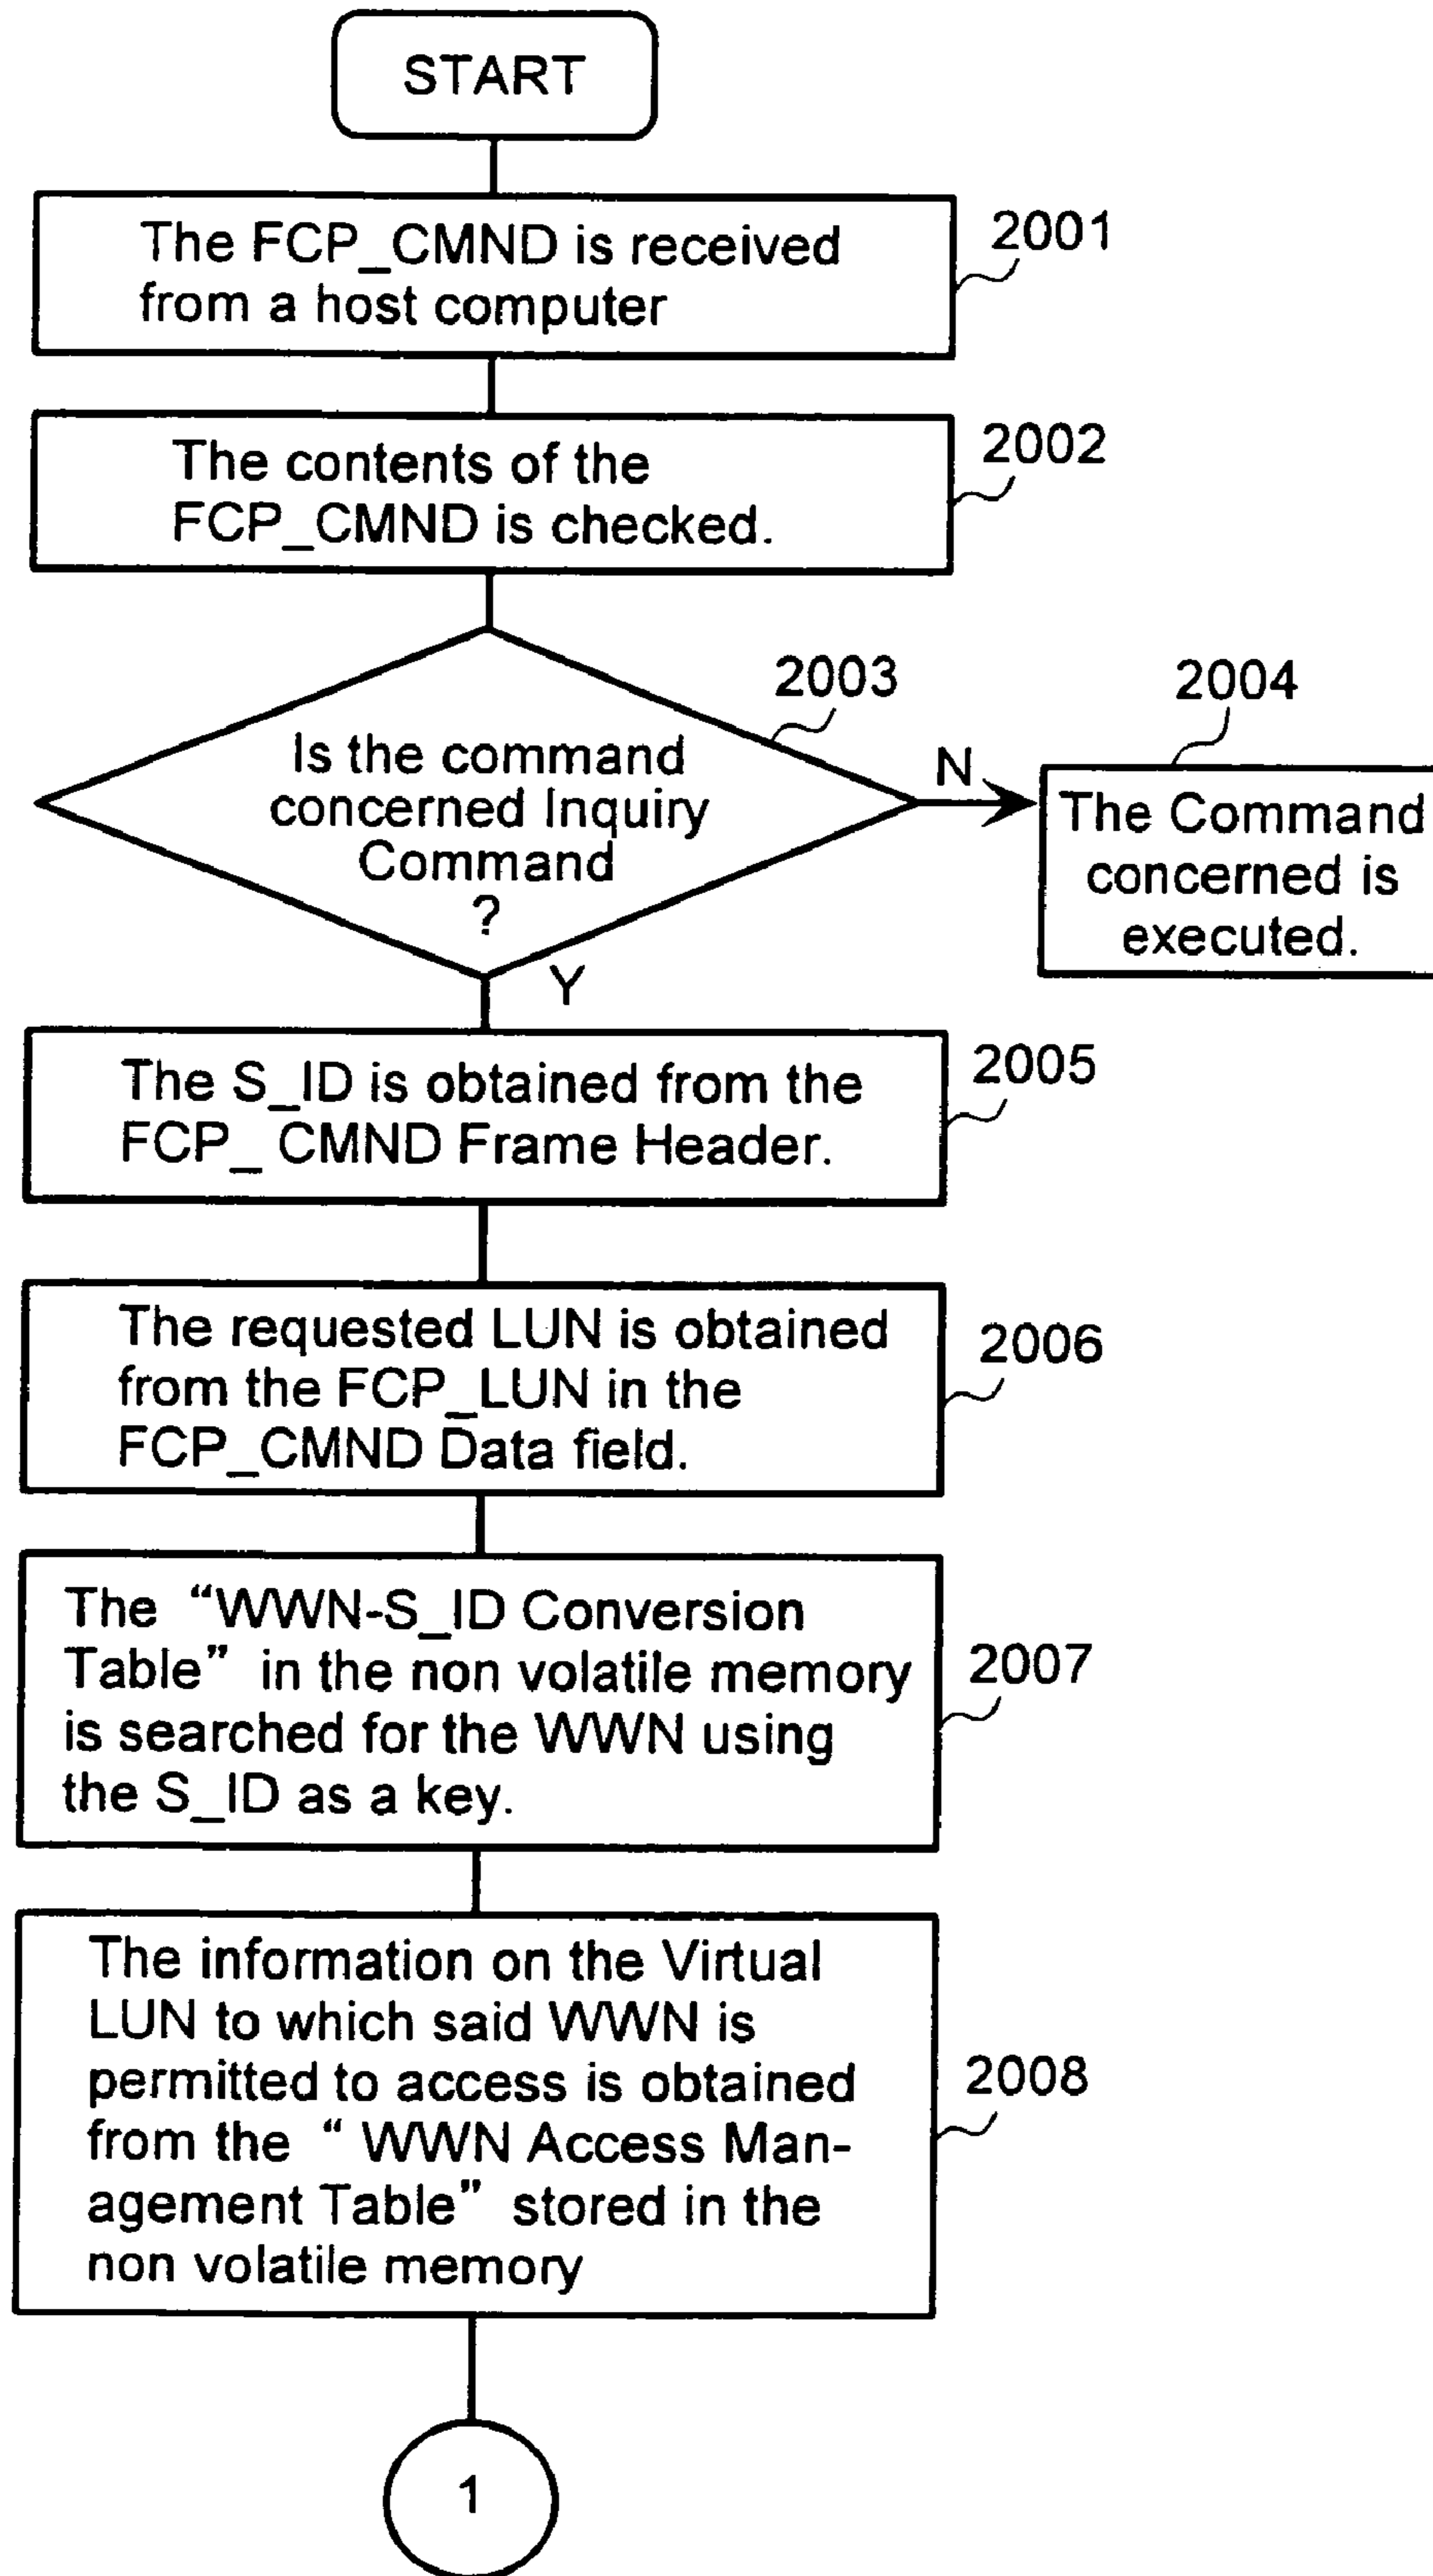 START
The FCP_CMND is received
from a host computer
2001
The contents of the
FCP_CMND is checked.
2002
Is the command
concerned Inquiry
Command
?
2003
N
2004
The Command
concerned is
executed.
Y
The S_ID is obtained from the
FCP_ CMND Frame Header.
2005
The requested LUN is obtained
from the FCP_LUN in the
FCP_CMND Data field.
2006
The “WWN-S_ID Conversion
Table” in the non volatile memory
is searched for the WWN using
the S_ID as a key.
2007
The information on the Virtual
LUN to which said WWN is
permitted to access is obtained
from the “ WWN Access Man-
agement Table” stored in the
non volatile memory
2008
1